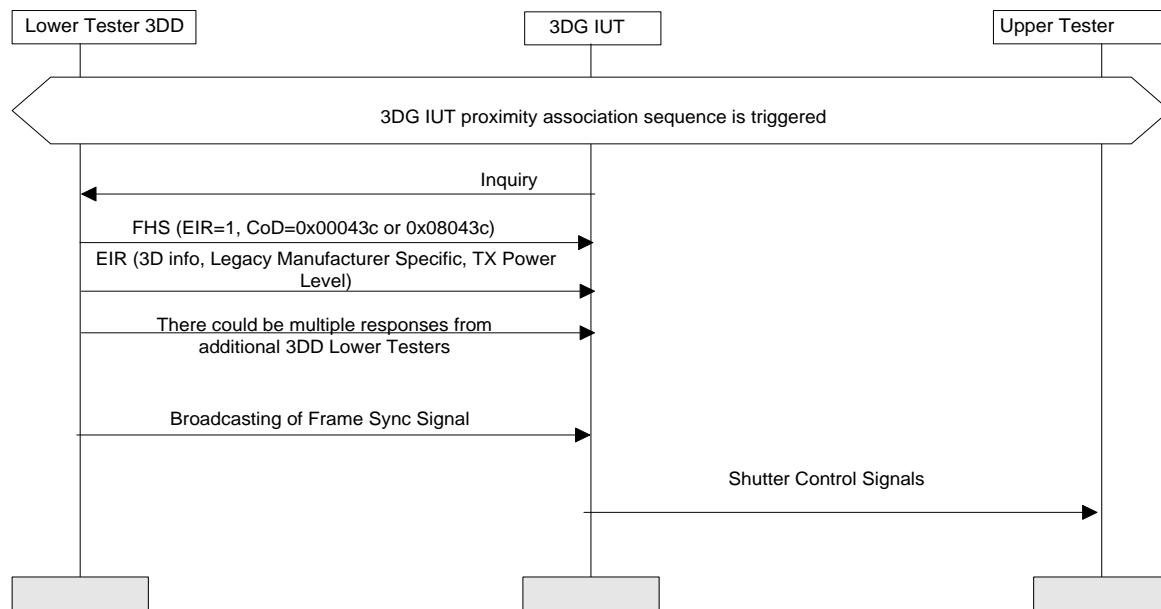 Lower Tester 3DD
3DG IUT
Upper Tester
3DG IUT proximity association sequence is triggered
Inquiry
FHS (EIR=1, CoD=0x00043c or 0x08043c)
EIR (3D info, Legacy Manufacturer Specific, TX Power
Level)
There could be multiple responses from
additional 3DD Lower Testers
Broadcasting of Frame Sync Signal
Shutter Control Signals